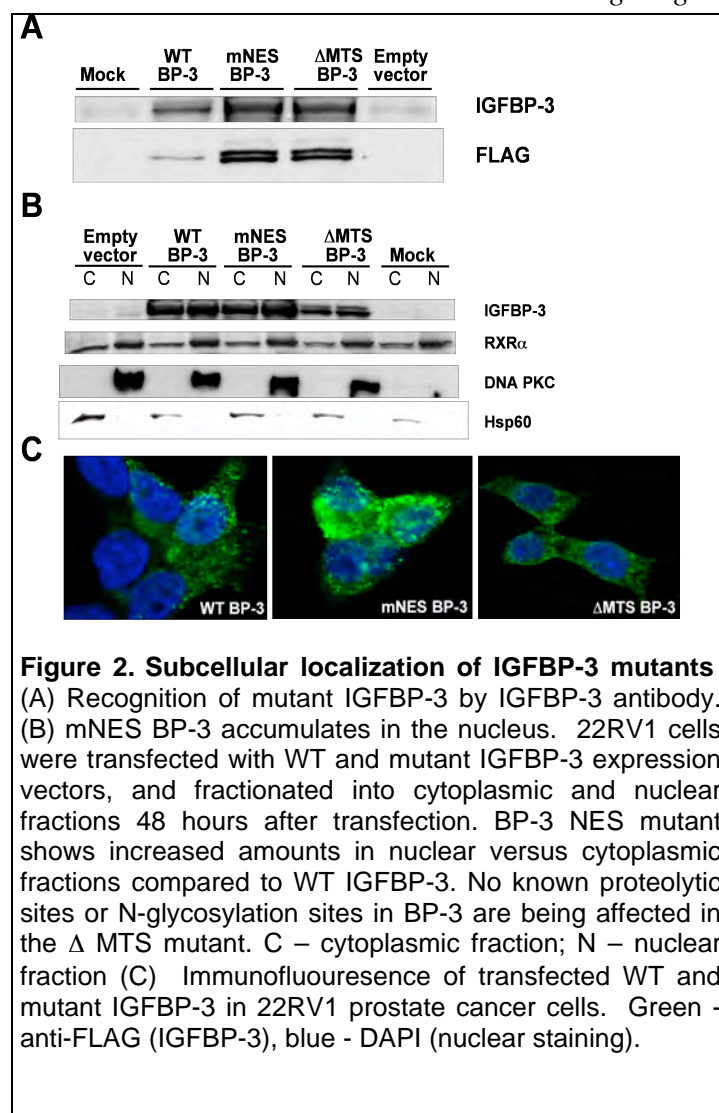 A
Mock
WT
BP-3
mNES
BP-3
ΔMTS
BP-3
Empty
vector
IGFBP-3
FLAG
B
Empty
vector
WT
BP-3
mNES
BP-3
ΔMTS
BP-3
Mock
C N C N C N C N C N
IGFBP-3
RXRα
DNA PKC
Hsp60
C
WT BP-3
mNES BP-3
ΔMTS BP-3
Figure 2. Subcellular localization of IGFBP-3 mutants
(A) Recognition of mutant IGFBP-3 by IGFBP-3 antibody.
(B) mNES BP-3 accumulates in the nucleus. 22RV1 cells
were transfected with WT and mutant IGFBP-3 expression
vectors, and fractionated into cytoplasmic and nuclear
fractions 48 hours after transfection. BP-3 NES mutant
shows increased amounts in nuclear versus cytoplasmic
fractions compared to WT IGFBP-3. No known proteolytic
sites or N-glycosylation sites in BP-3 are being affected in
the Δ MTS mutant. C – cytoplasmic fraction; N – nuclear
fraction (C) Immunofluouresence of transfected WT and
mutant IGFBP-3 in 22RV1 prostate cancer cells. Green -
anti-FLAG (IGFBP-3), blue - DAPI (nuclear staining).